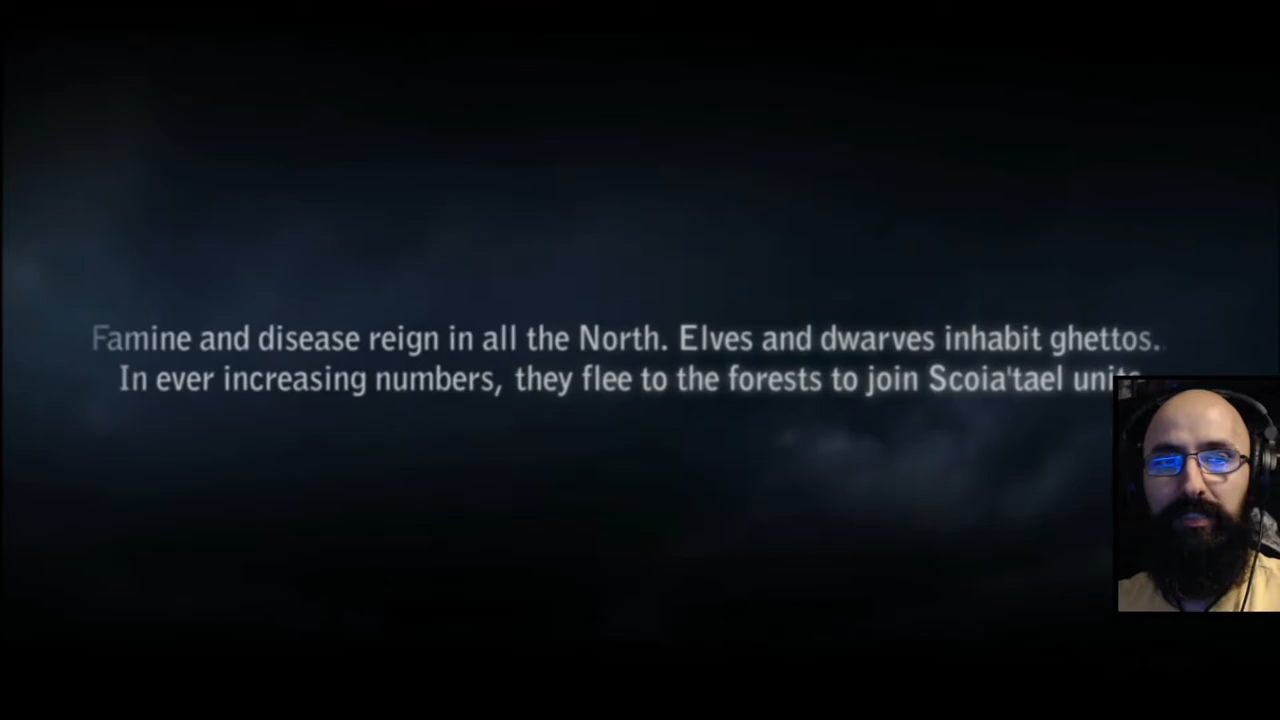 Famine and disease reign in all the North. Elves and dwarves inhabit ghettos.
In ever increasing numbers, they flee to the forests to join Scoia'tael units